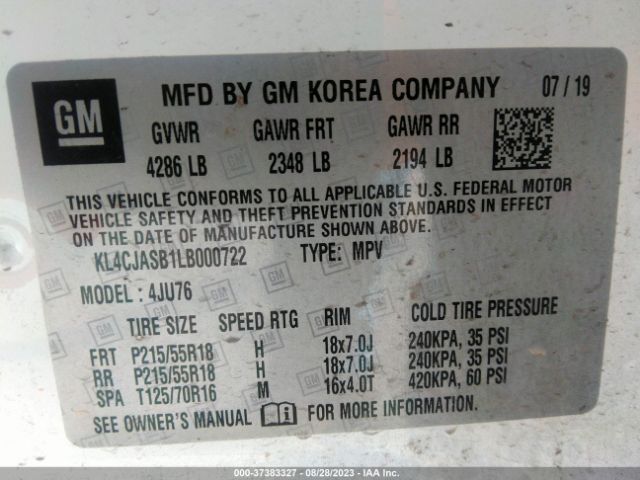 GM
MFD BY GM KOREA COMPANY 07/19
GVWR GAWR FRT GAWR RR
4286 LB 2348 LB 2194 LB
THIS VEHICLE CONFORMS TO ALL APPLICABLE U.S. FEDERAL MOTOR
VEHICLE SAFETY AND THEFT PREVENTION STANDARDS IN EFFECT
ON THE DATE OF MANUFACTURE SHOWN ABOVE.
KL4CJASB1LB000722 TYPE: MPV
MODEL: 4JU76
TIRE SIZE SPEED RTG RIM COLD TIRE PRESSURE
FRT P215/55R18 H 18x7.0J 240KPA, 35 PSI
RR P215/55R18 H 18x7.0J 240KPA, 35 PSI
SPA T125/70R16 M 16x4.0T 420KPA, 60 PSI
SEE OWNER'S MANUAL FOR MORE INFORMATION.
000-37383327 - 08/28/2023 - IAA Inc.